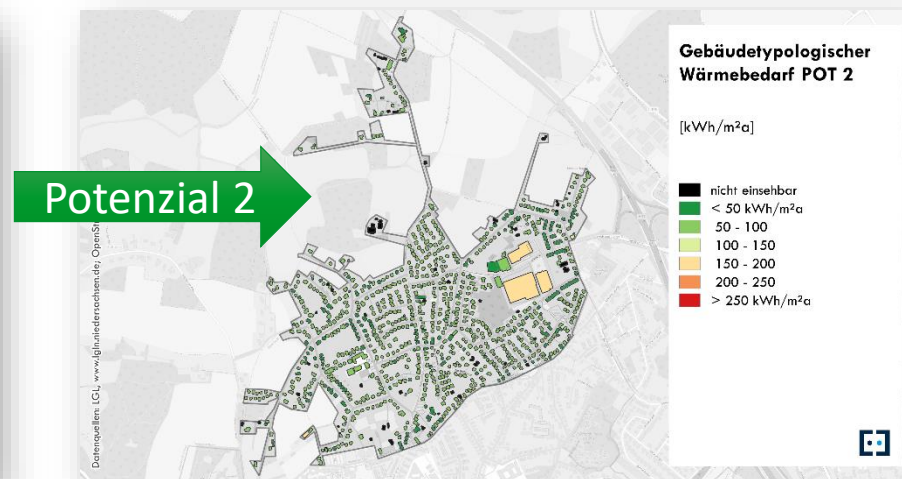 Gebäudetypologischer
Wärmebedarf POT 2
[kWh/m²a]
nicht einsehbar
< 50 kWh/m²a
50 - 100
100 - 150
150 - 200
200 - 250
> 250 kWh/m²a
Potenzial 2
Datenquellen: LGL, www.lgln.niedersachsen.de; OpenSt